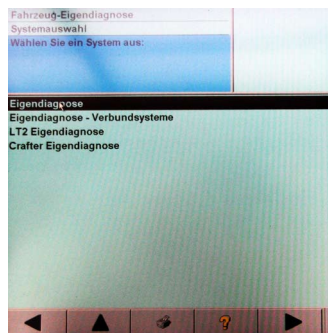 Fahrzeug-Eigendiagnose
Systemauswahl
Wählen Sie ein System aus:
Eigendiagnose
Eigendiagnose - Verbundsysteme
LT2 Eigendiagnose
Crafter Eigendiagnose
?